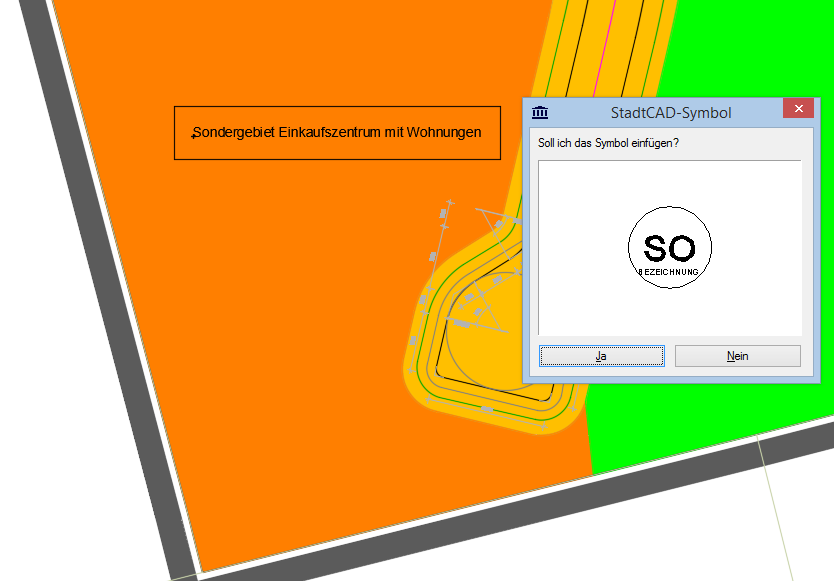 StadtCAD-Symbol
Sondergebiet Einkaufszentrum mit Wohnungen
Soll ich das Symbol einfügen?
SO
BEZEICHNUNG
Ja
Nein